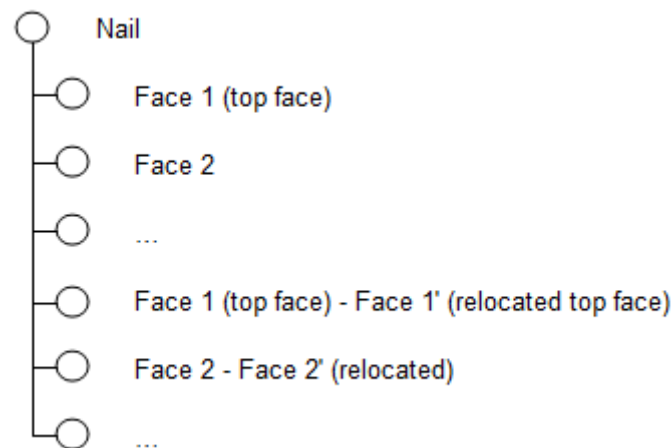 Nail
Face 1 (top face)
Face 2
...
Face 1 (top face) - Face 1' (relocated top face)
Face 2 - Face 2' (relocated)
...